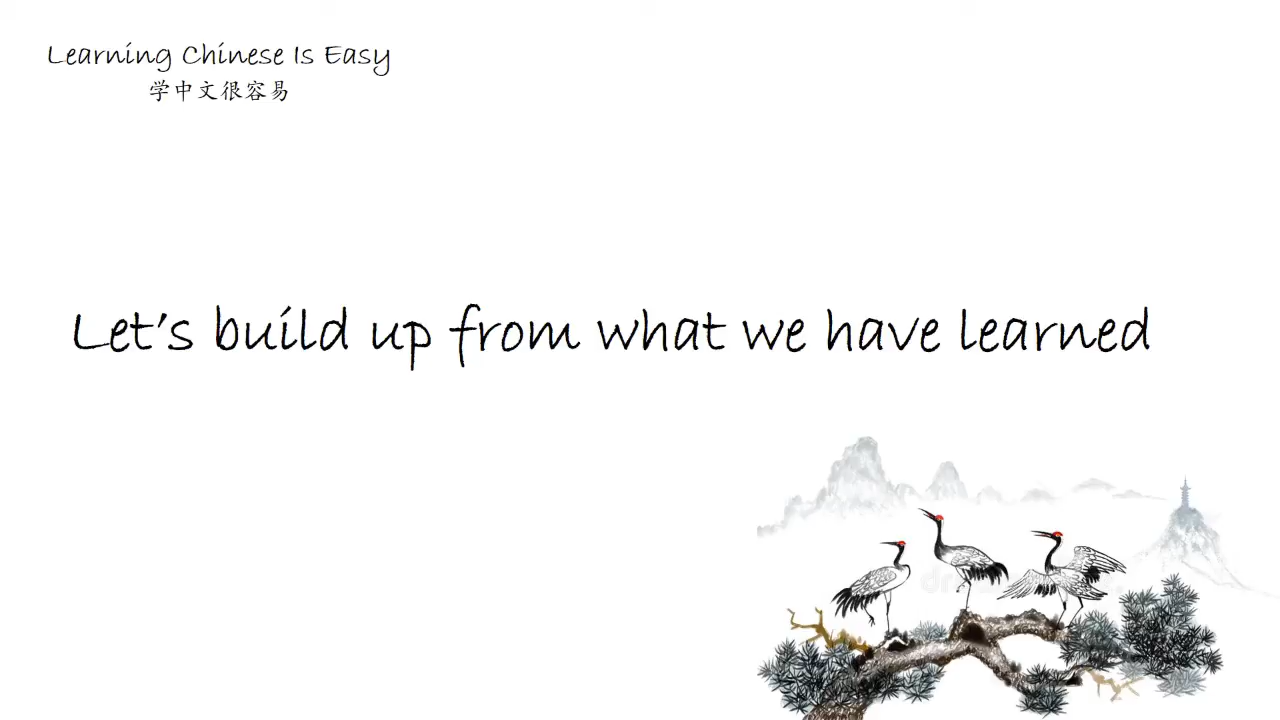 Learning Chinese Is Easy
学中文很容易
Let's build up from what we have learned